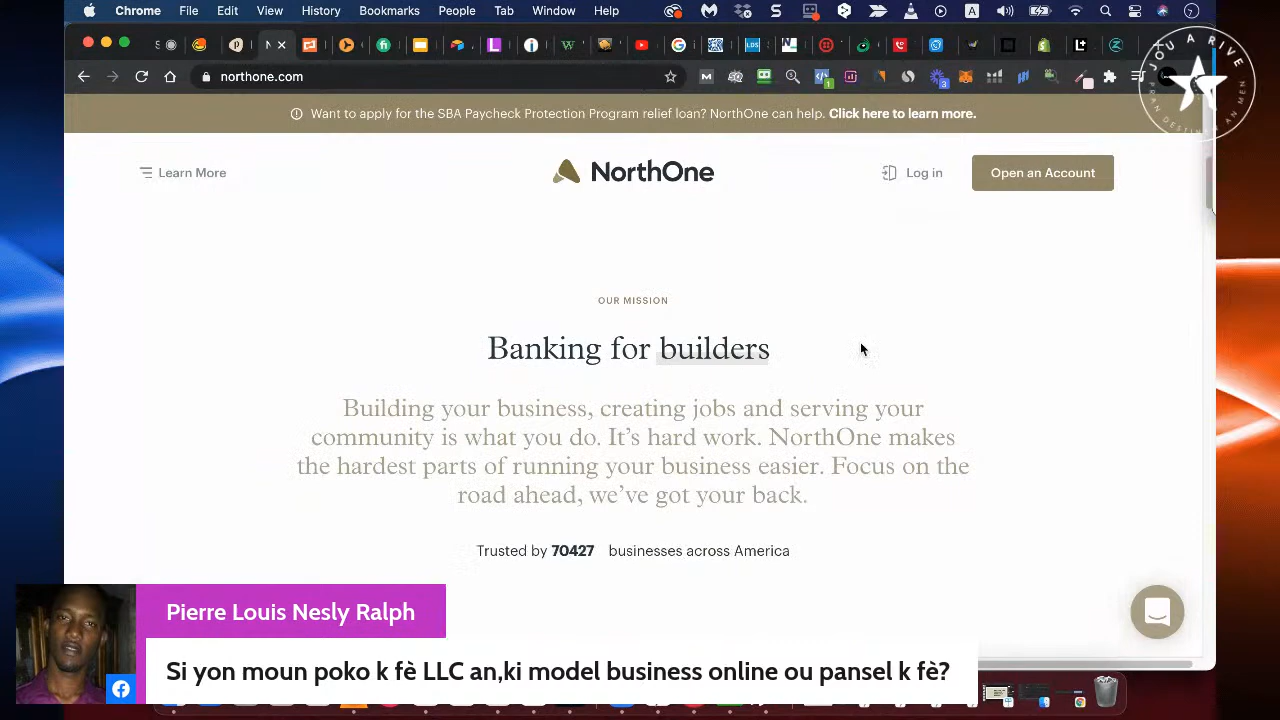 Chrome File Edit View History Bookmarks People Tab Window Help
northone.com
Want to apply for the SBA Paycheck Protection Program relief loan? NorthOne can help. Click here to learn more.
Learn More
NorthOne
Log in
Open an Account
OUR MISSION
Banking for builders
Building your business, creating jobs and serving your
community is what you do. It's hard work. NorthOne makes
the hardest parts of running your business easier. Focus on the
road ahead, we've got your back.
Trusted by 70427 businesses across America
Pierre Louis Nesly Ralph
Si yon moun poko k fè LLC an,ki model business online ou pansel k fè?
JOU A RIVE